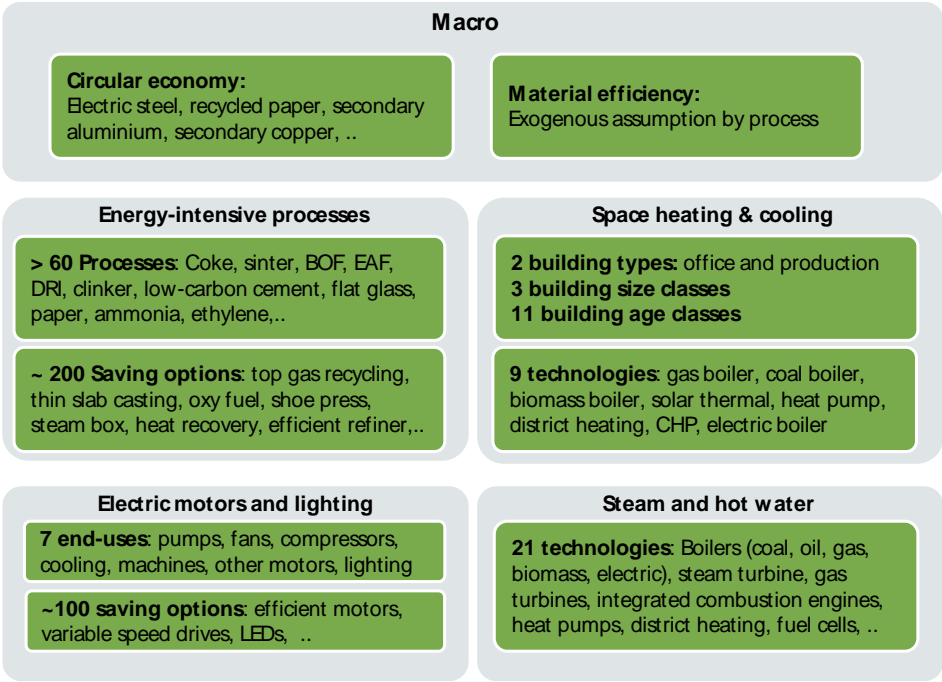 Macro
Circular economy:
Electric steel, recycled paper, secondary
aluminium, secondary copper, ..
Material efficiency:
Exogenous assumption by process
Energy-intensive processes
> 60 Processes: Coke, sinter, BOF, EAF,
DRI, clinker, low-carbon cement, flat glass,
paper, ammonia, ethylene,..
~ 200 Saving options: top gas recycling,
thin slab casting, oxy fuel, shoe press,
steam box, heat recovery, efficient refiner,..
Space heating & cooling
2 building types: office and production
3 building size classes
11 building age classes
9 technologies: gas boiler, coal boiler,
biomass boiler, solar thermal, heat pump,
district heating, CHP, electric boiler
Electric motors and lighting
7 end-uses: pumps, fans, compressors,
cooling, machines, other motors, lighting
~100 saving options: efficient motors,
variable speed drives, LEDs, ..
Steam and hot water
21 technologies: Boilers (coal, oil, gas,
biomass, electric), steam turbine, gas
turbines, integrated combustion engines,
heat pumps, district heating, fuel cells, ..